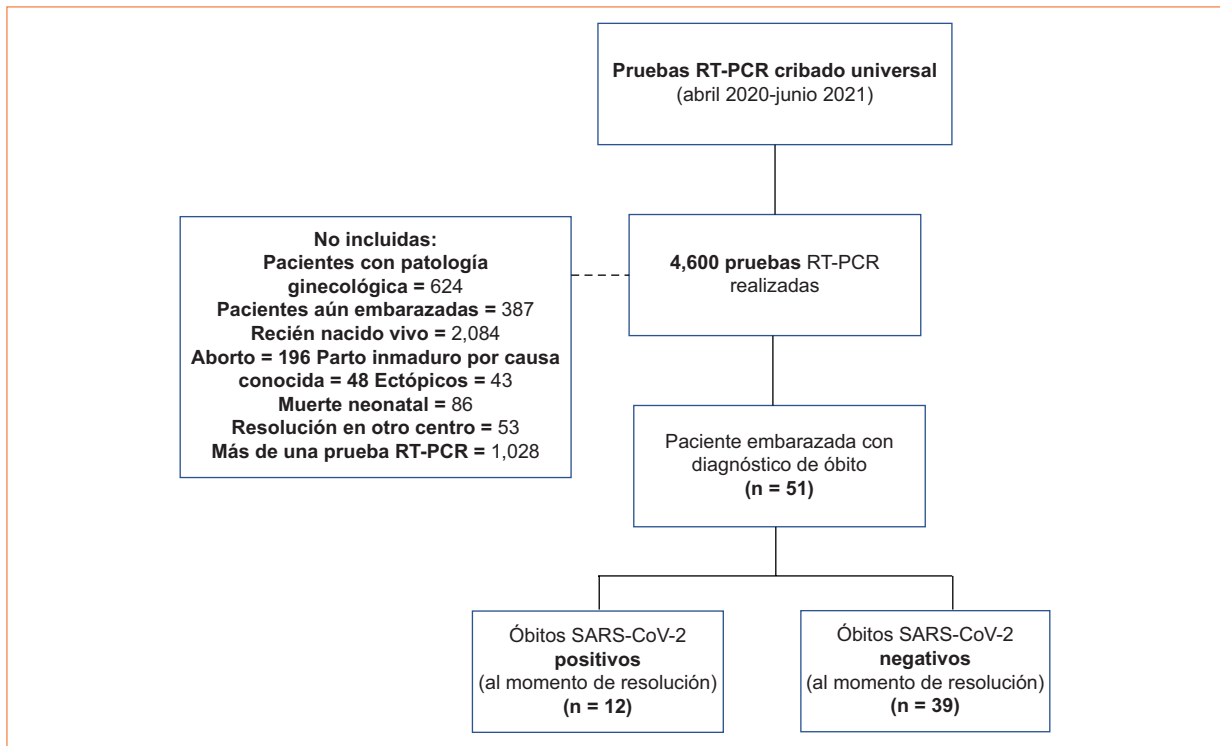 Pruebas RT-PCR cribado universal
(abril 2020-junio 2021)
No incluidas:
Pacientes con patología
ginecológica = 624
Pacientes aún embarazadas = 387
Recién nacido vivo = 2,084
Aborto = 196 Parto inmaduro por causa
conocida = 48 Ectópicos = 43
Muerte neonatal = 86
Resolución en otro centro = 53
Más de una prueba RT-PCR = 1,028
4,600 pruebas RT-PCR
realizadas
Paciente embarazada con
diagnóstico de óbito
(n = 51)
Óbitos SARS-CoV-2
positivos
(al momento de resolución)
(n = 12)
Óbitos SARS-CoV-2
negativos
(al momento de resolución)
(n = 39)